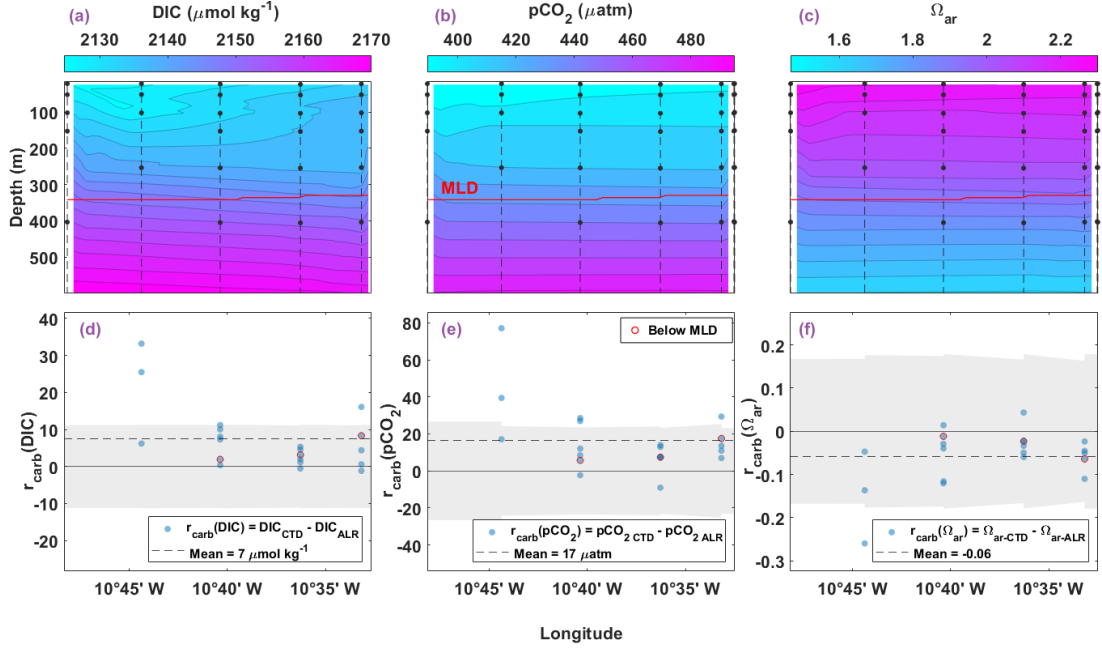 (a) DIC (μmol kg⁻¹)
2130 2140 2150 2160 2170
(b) pCO₂ (μatm)
400 420 440 460 480
(c) Ωₐᵣ
1.6 1.8 2 2.2
Depth (m)
100
200
300
400
500
MLD
(d)
r_carb(DIC)
40
30
20
10
0
-10
-20
r_carb(DIC) = DIC_CTD - DIC_ALR
Mean = 7 μmol kg⁻¹
10°45' W 10°40' W 10°35' W
(e)
r_carb(pCO₂)
80
60
40
20
0
-20
-40
Below MLD
r_carb(pCO₂) = pCO₂ CTD - pCO₂ ALR
Mean = 17 μatm
10°45' W 10°40' W 10°35' W
(f)
r_carb(Ωₐᵣ)
0.2
0.1
0
-0.1
-0.2
-0.3
r_carb(Ωₐᵣ) = Ω_ar-CTD - Ω_ar-ALR
Mean = -0.06
10°45' W 10°40' W 10°35' W
Longitude